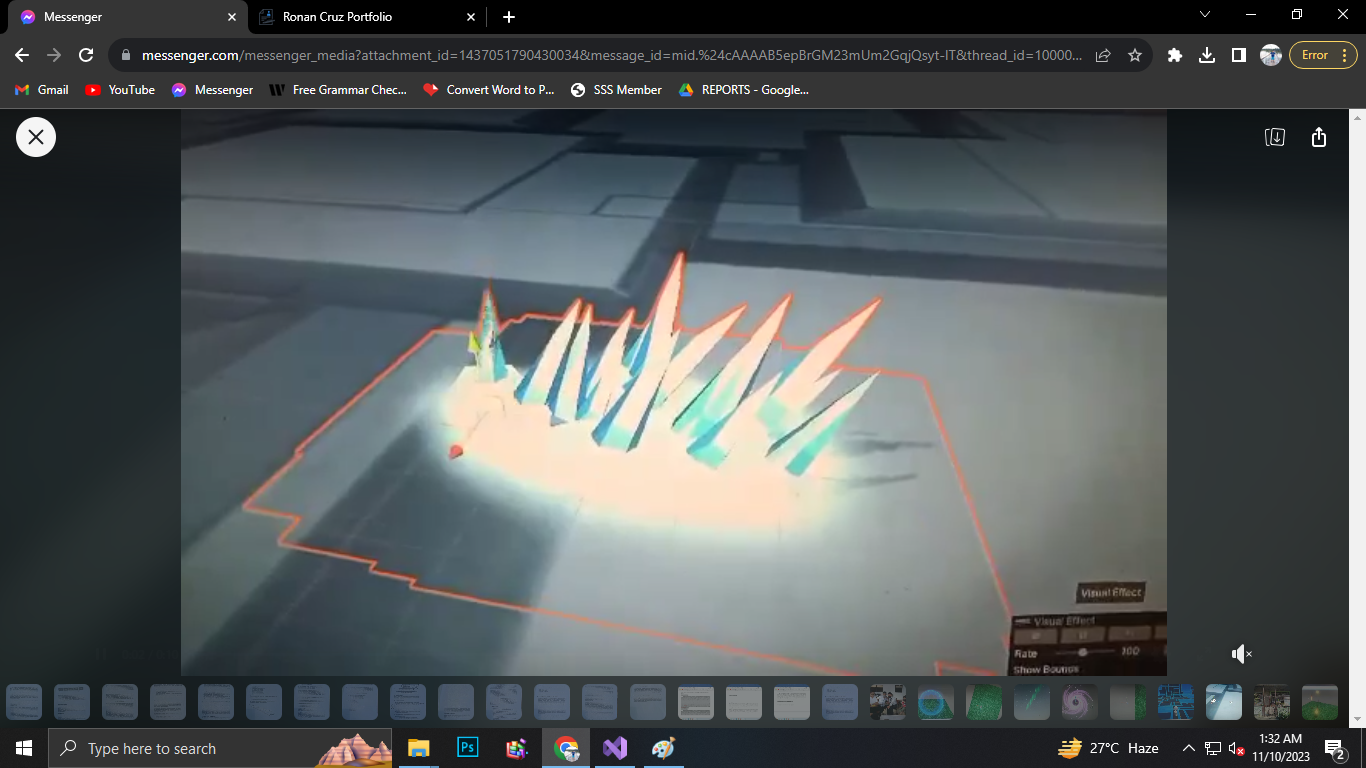 Messenger
Ronan Cruz Portfolio
messenger.com/messenger_media?attachment_id=1437051790430034&message_id=mid.%24cAAAAB5epBrGM23mUm2GqjQsyt-IT&thread_id=10000...
Error
Gmail
YouTube
Messenger
Free Grammar Chec...
Convert Word to P...
SSS Member
REPORTS - Google...
Visual Effect
Visual Effect
Rate
100
Show Bounds
Type here to search
Ps
27°C Haze
1:32 AM
11/10/2023
2